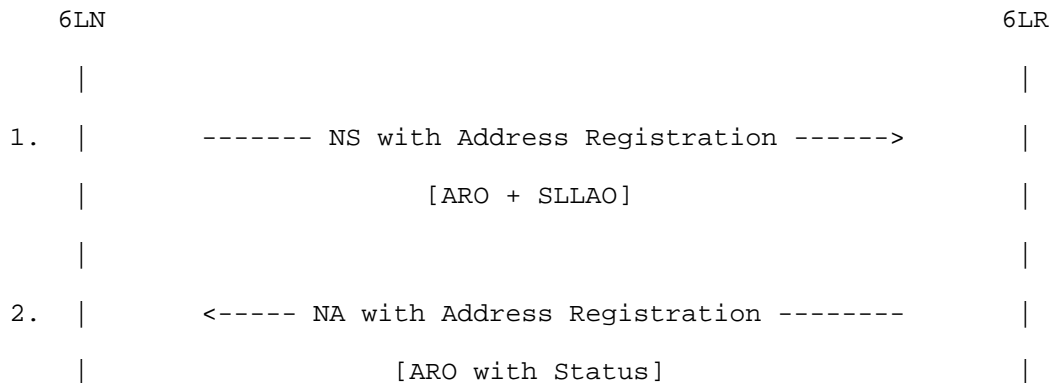 6LN 6LR
| |
1. | ------- NS with Address Registration ------> |
| [ARO + SLLAO] |
| |
2. | <----- NA with Address Registration -------- |
| [ARO with Status] |